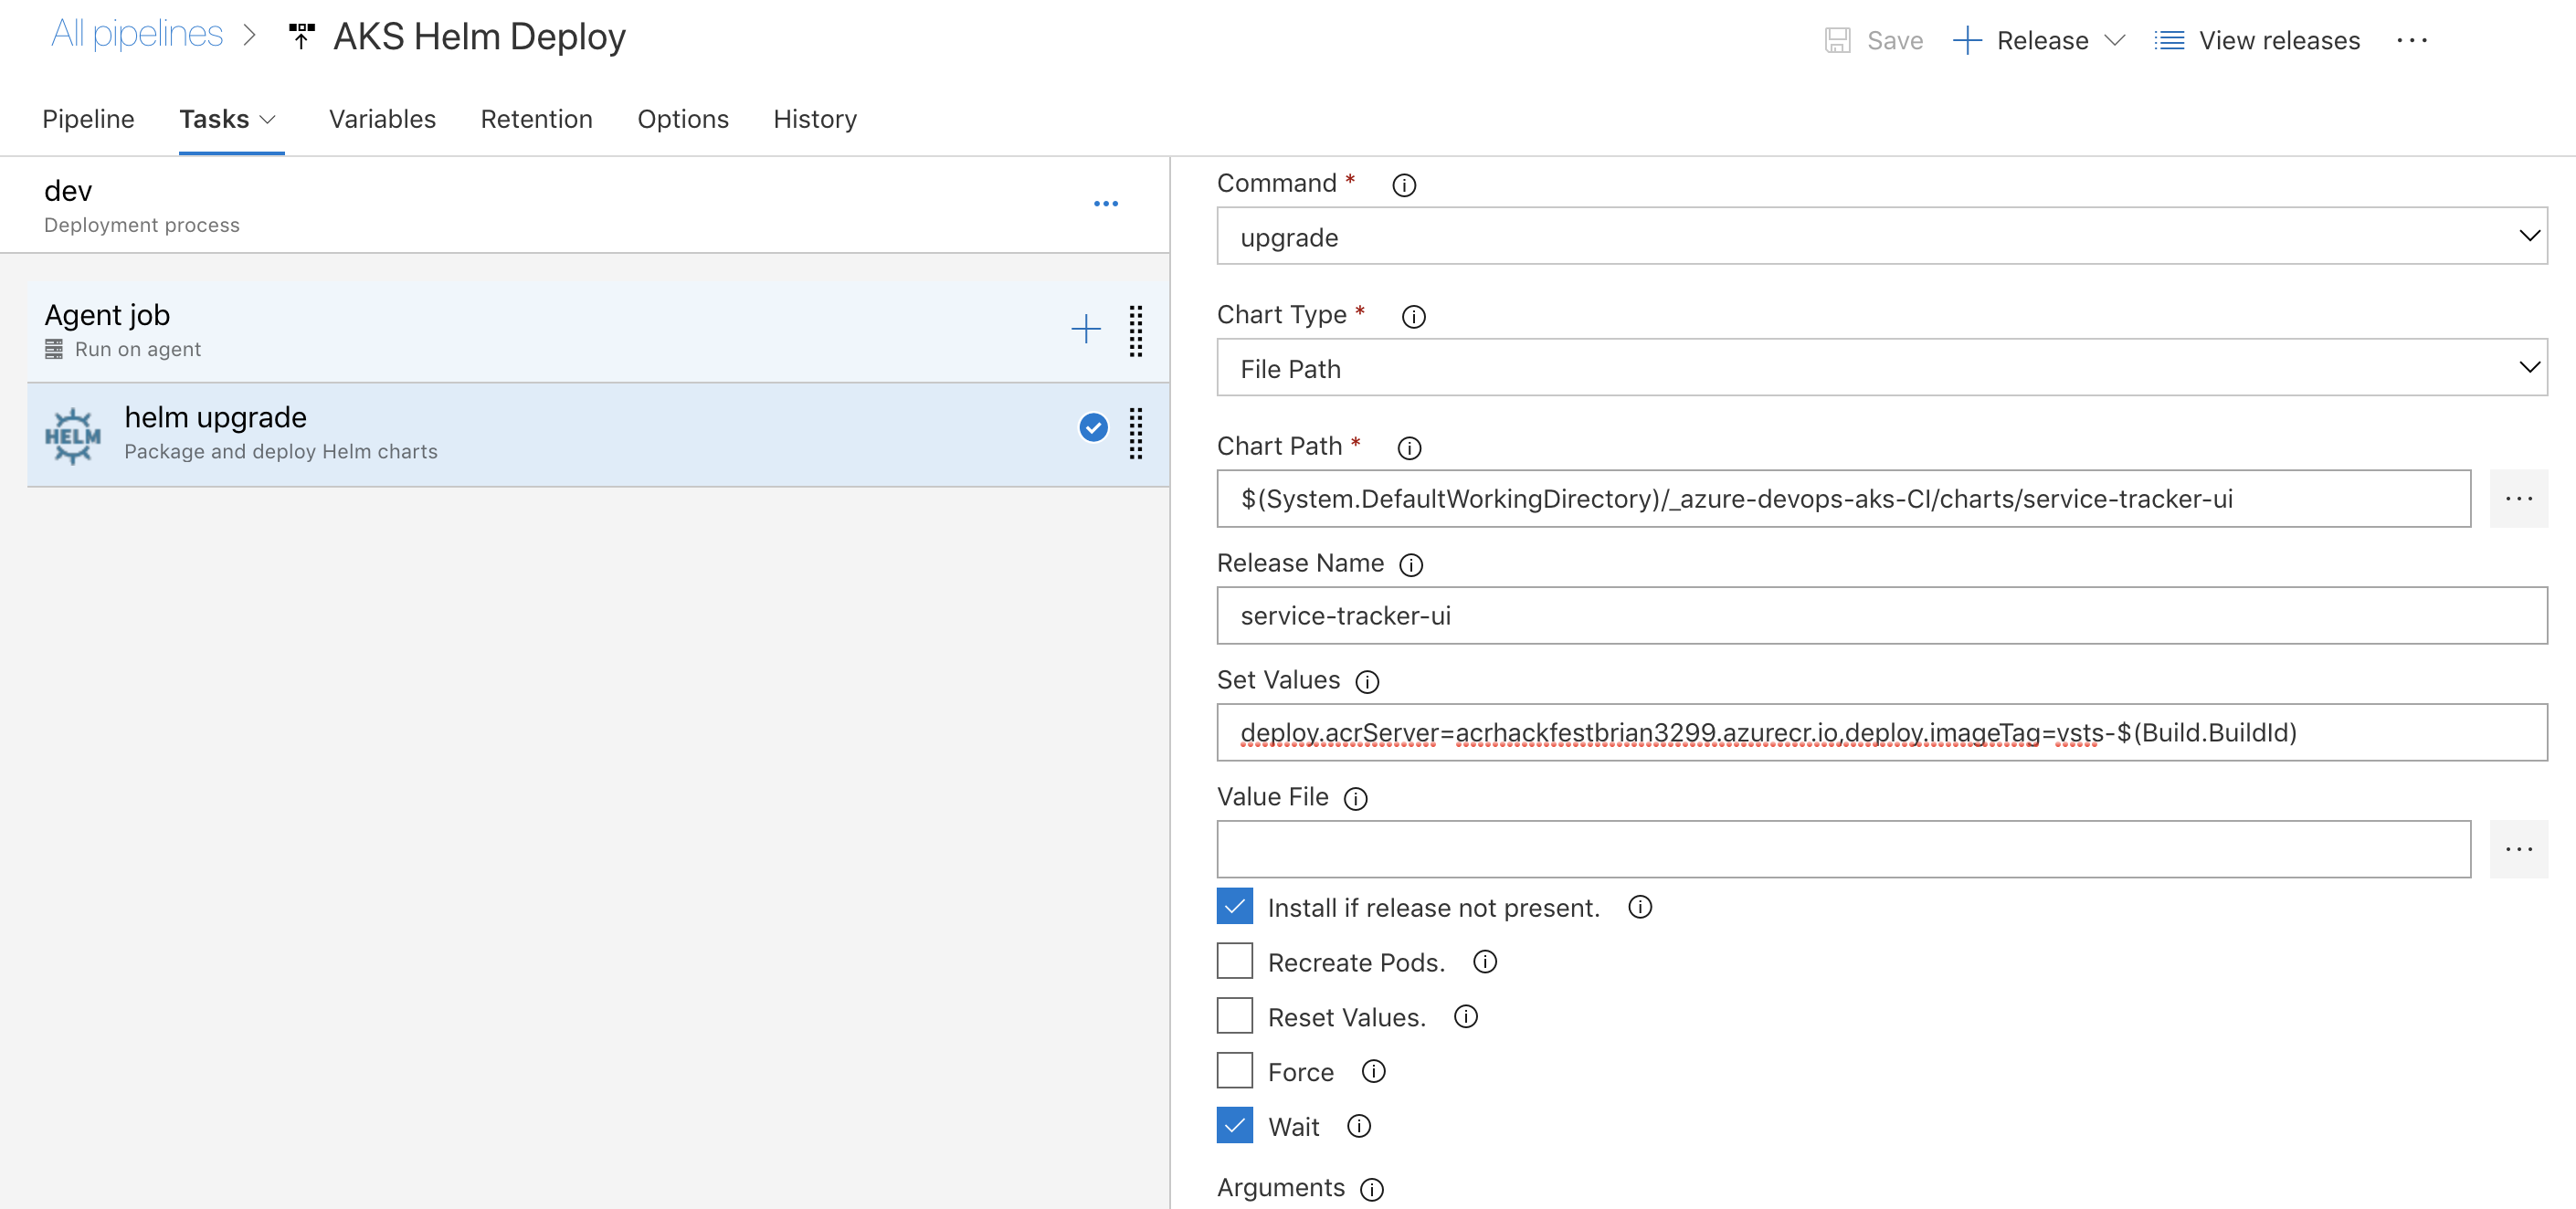 All pipelines > AKS Helm Deploy
Save
Release
View releases
Pipeline
Tasks
Variables
Retention
Options
History
dev
Deployment process
Agent job
Run on agent
HELM
helm upgrade
Package and deploy Helm charts
Command *
upgrade
Chart Type *
File Path
Chart Path *
$(System.DefaultWorkingDirectory)/_azure-devops-aks-CI/charts/service-tracker-ui
Release Name
service-tracker-ui
Set Values
deploy.acrServer=acrhackfestbrian3299.azurecr.io,deploy.imageTag=vsts-$(Build.BuildId)
Value File
Install if release not present.
Recreate Pods.
Reset Values.
Force
Wait
Arguments